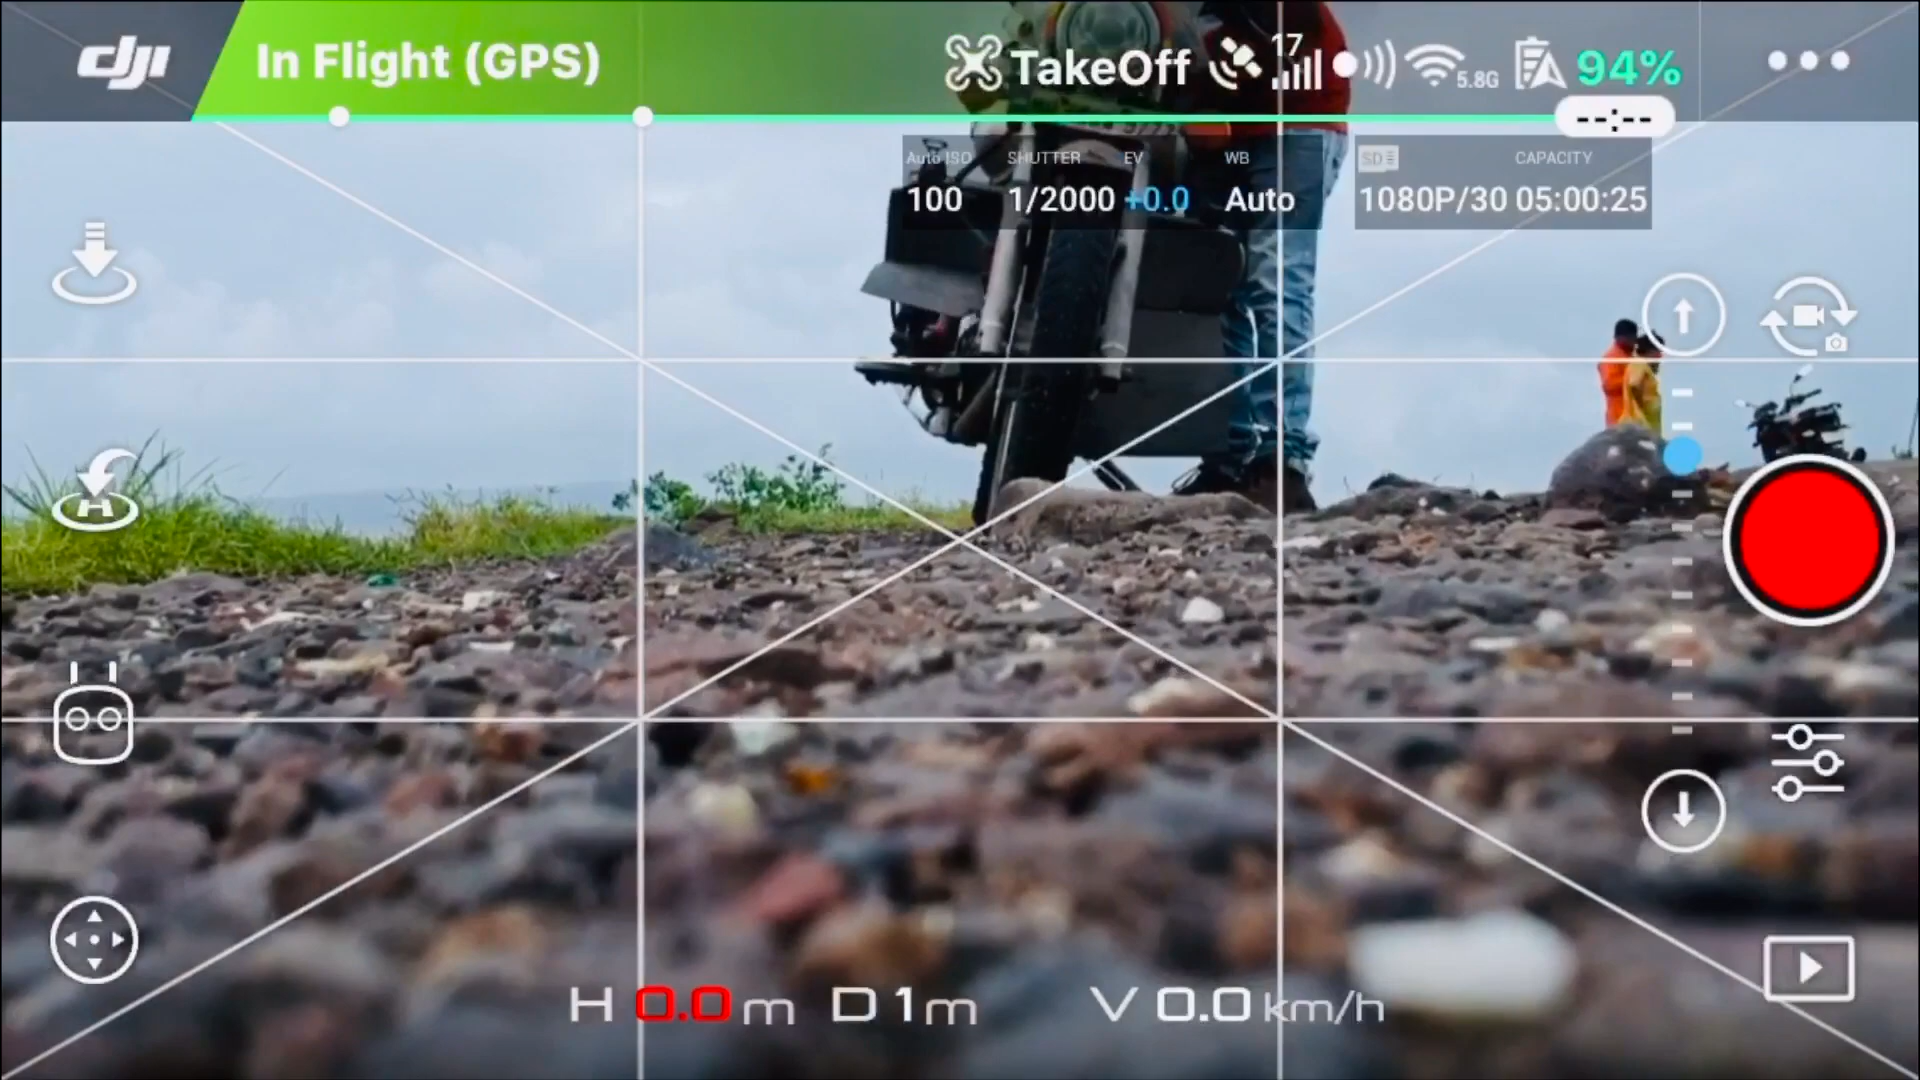 dji In Flight (GPS) TakeOff 17 5.8G 94%
--:--
Auto ISO SHUTTER EV WB SD CAPACITY
100 1/2000 +0.0 Auto 1080P/30 05:00:25
H
H 0.0 m D 1m V 0.0 km/h